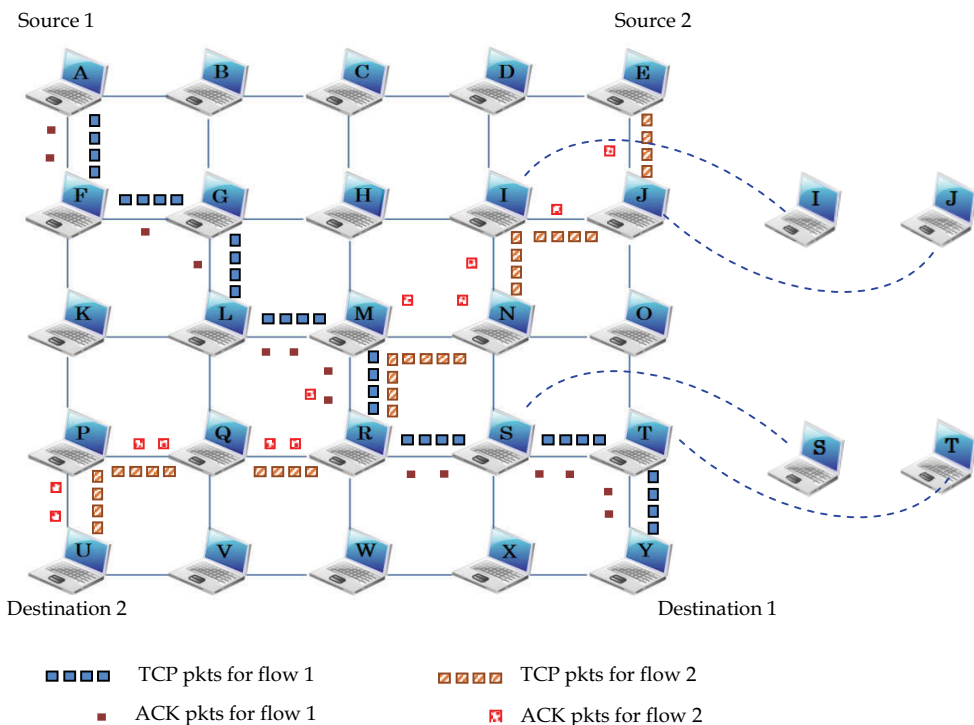 Source 1
Source 2
A B C D E
F G H I J
I J
K L M N O
P Q R S T
S T
U V W X Y
Destination 2
Destination 1
TCP pkts for flow 1
TCP pkts for flow 2
ACK pkts for flow 1
ACK pkts for flow 2